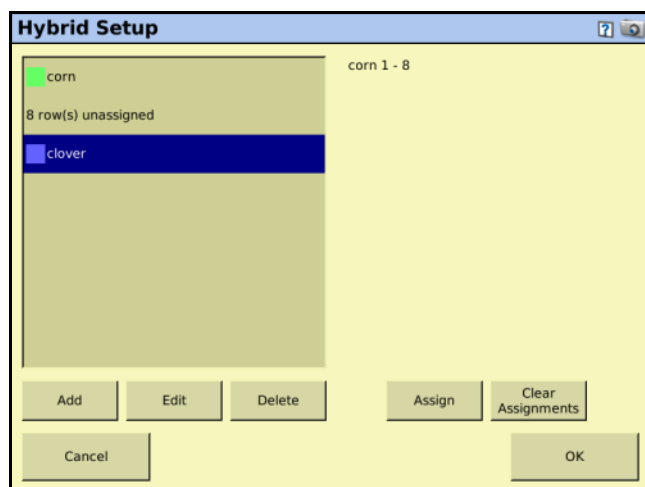 Hybrid Setup
?
corn
8 row(s) unassigned
clover
corn 1 - 8
Add
Edit
Delete
Assign
Clear
Assignments
Cancel
OK